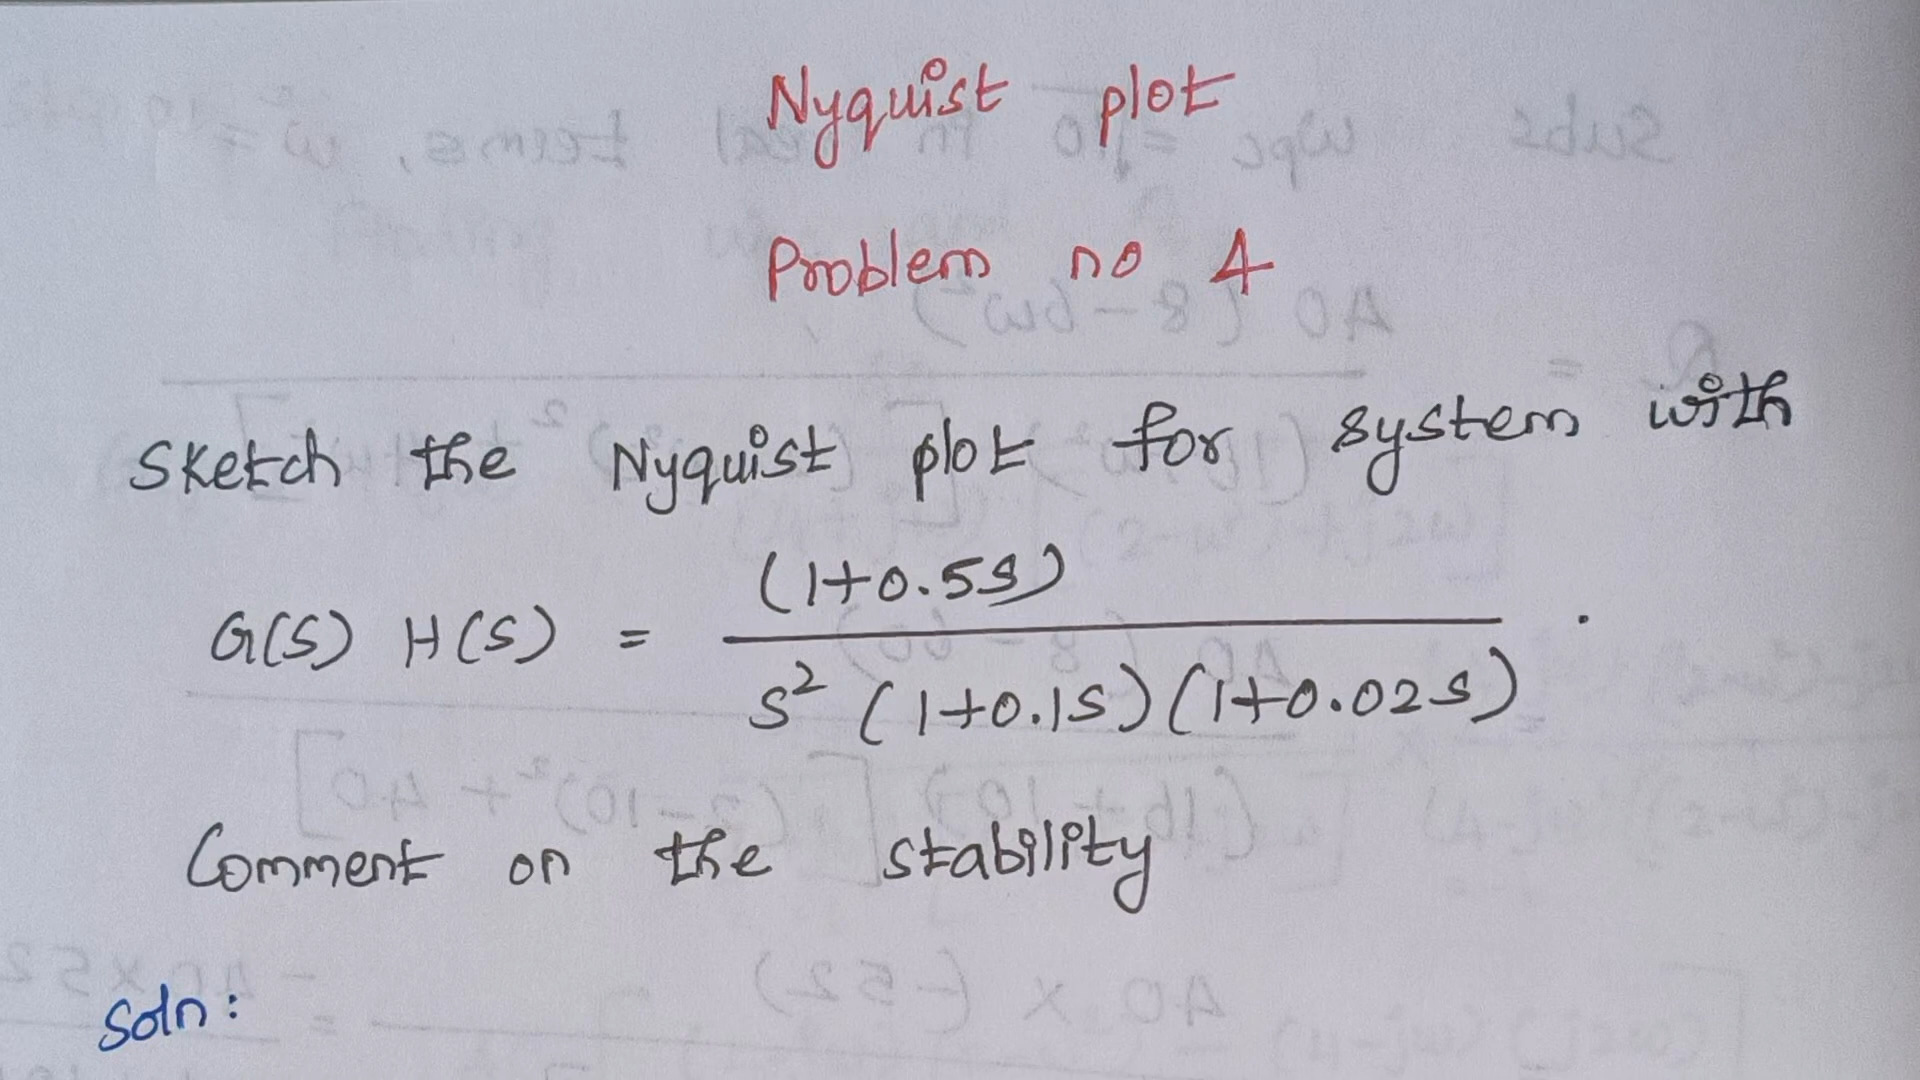 Nyquist plot
Problem no 4
Sketch the Nyquist plot for system with
G(S) H(S) = (1+0.5s) / s² (1+0.1s)(1+0.02s) .
Comment on the stability
Soln: